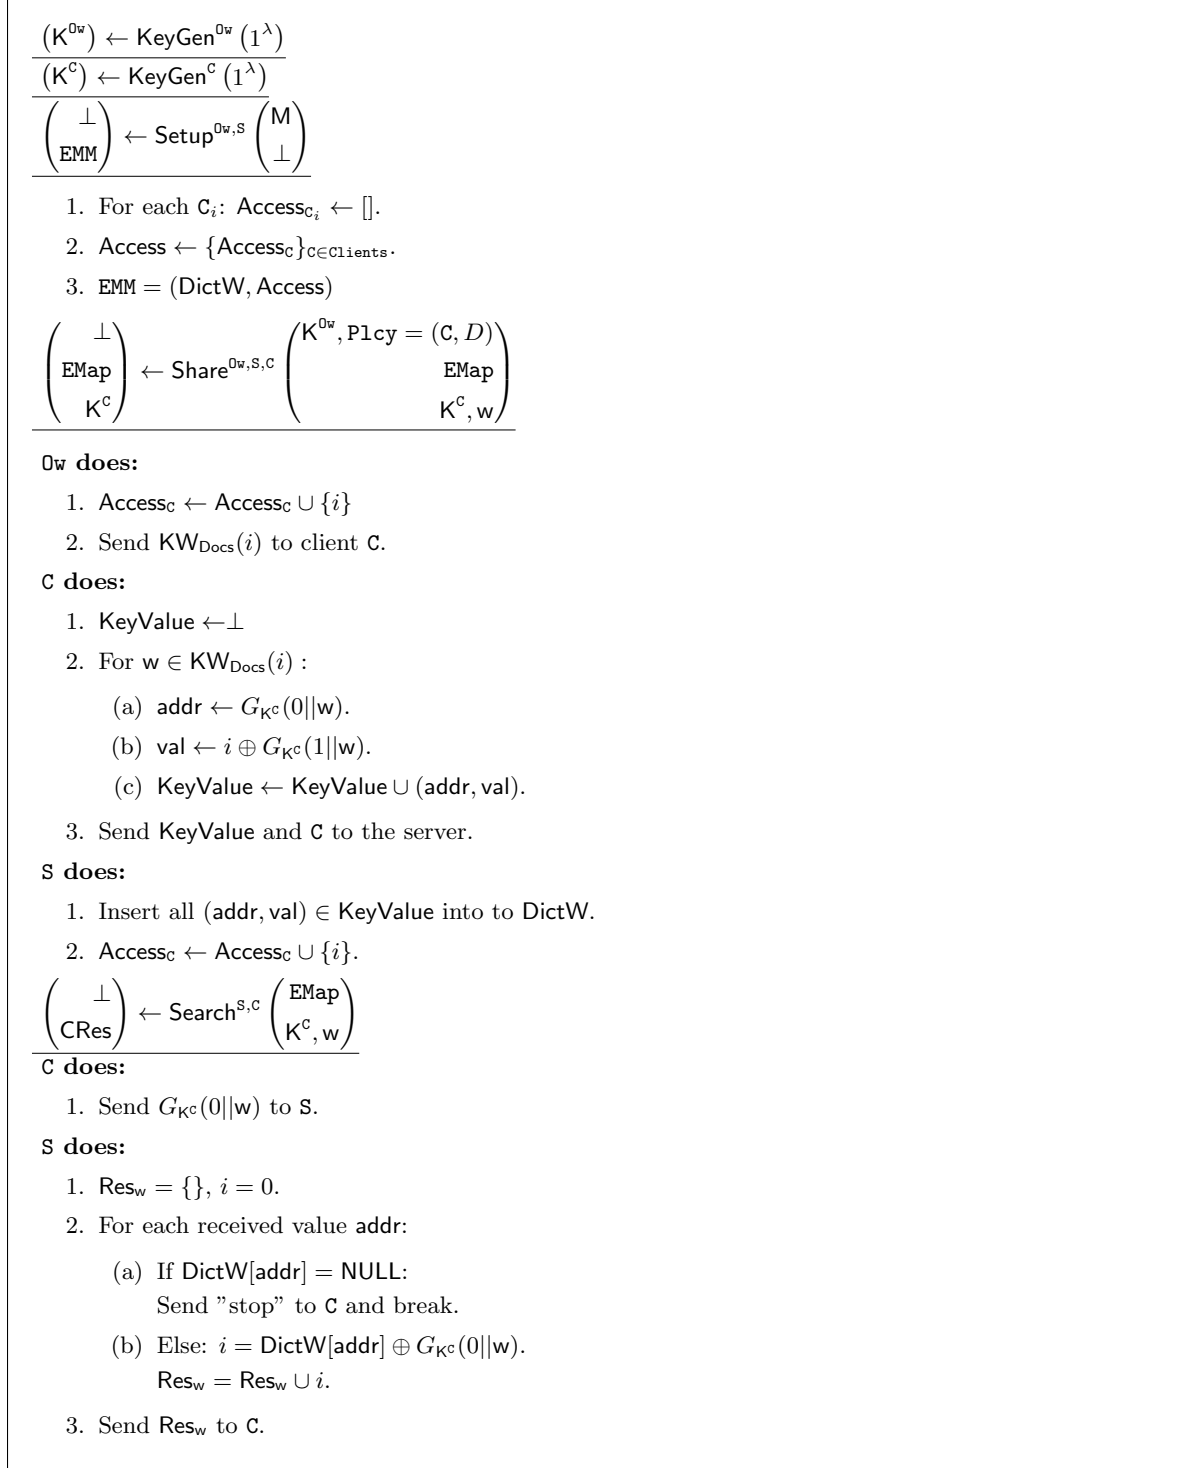 (K^Ow) ← KeyGen^Ow (1^λ)
(K^C) ← KeyGen^C (1^λ)
(⊥ EMM) ← Setup^Ow,S (M ⊥)
1. For each C_i: Access_C_i ← [].
2. Access ← {Access_C}_C∈Clients.
3. EMM = (DictW, Access)
(⊥ EMap K^C) ← Share^Ow,S,C (K^Ow, Plcy = (C, D) EMap K^C, w)
Ow does:
1. Access_C ← Access_C ∪ {i}
2. Send KW_Docs(i) to client C.
C does:
1. KeyValue ←⊥
2. For w ∈ KW_Docs(i) :
(a) addr ← G_K^C(0||w).
(b) val ← i ⊕ G_K^C(1||w).
(c) KeyValue ← KeyValue ∪ (addr, val).
3. Send KeyValue and C to the server.
S does:
1. Insert all (addr, val) ∈ KeyValue into to DictW.
2. Access_C ← Access_C ∪ {i}.
(⊥ CRes) ← Search^S,C (EMap K^C, w)
C does:
1. Send G_K^C(0||w) to S.
S does:
1. Res_w = {}, i = 0.
2. For each received value addr:
(a) If DictW[addr] = NULL:
Send ”stop” to C and break.
(b) Else: i = DictW[addr] ⊕ G_K^C(0||w).
Res_w = Res_w ∪ i.
3. Send Res_w to C.